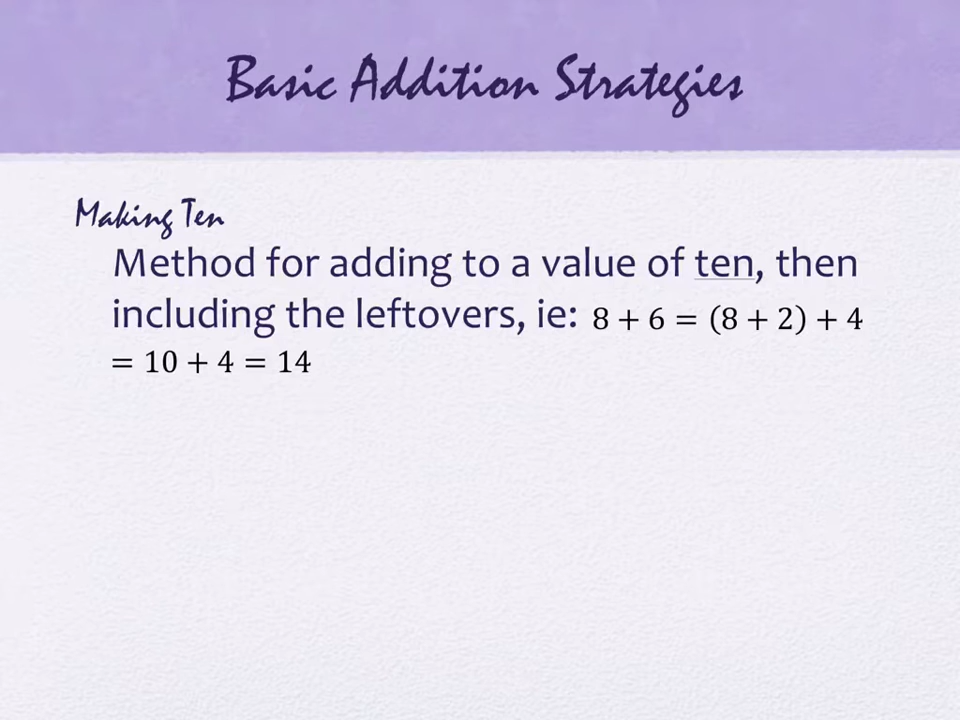 Basic Addition Strategies
Making Ten
Method for adding to a value of ten, then
including the leftovers, ie: 8 + 6 = (8 + 2) + 4
= 10 + 4 = 14